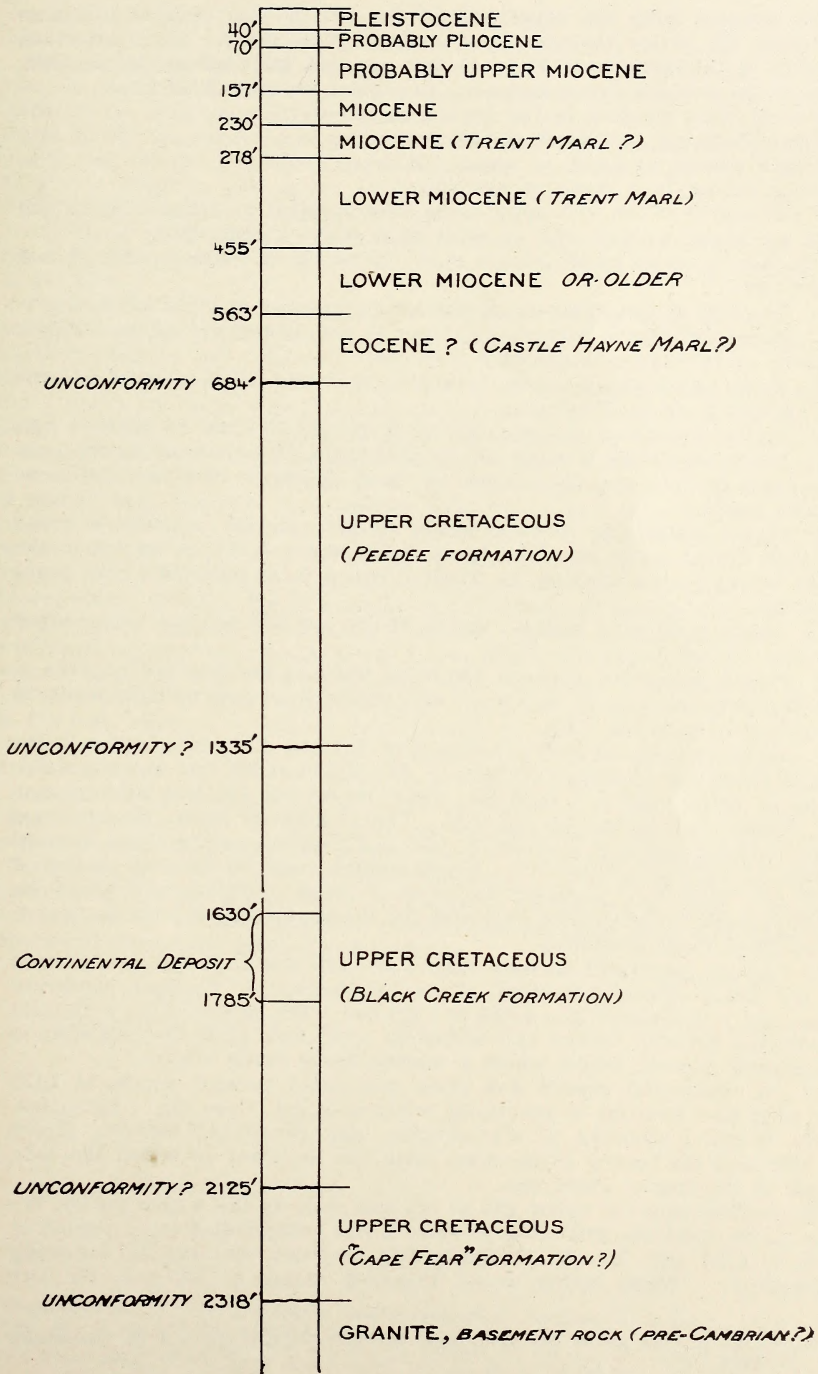 PLEISTOCENE
40′
PROBABLY PLIOCENE
70′
PROBABLY UPPER MIOCENE
157′
MIOCENE
230′
MIOCENE (TRENT MARL ?)
278′
LOWER MIOCENE (TRENT MARL)
455′
LOWER MIOCENE OR OLDER
563′
EOCENE ? (CASTLE HAYNE MARL?)
UNCONFORMITY 684′
UPPER CRETACEOUS
(PEEDEE FORMATION)
UNCONFORMITY ? 1335′
1630′
CONTINENTAL DEPOSIT
UPPER CRETACEOUS
(BLACK CREEK FORMATION)
1785′
UNCONFORMITY? 2125′
UPPER CRETACEOUS
("CAPE FEAR" FORMATION ?)
UNCONFORMITY 2318′
GRANITE, BASEMENT ROCK (PRE-CAMBRIAN?)